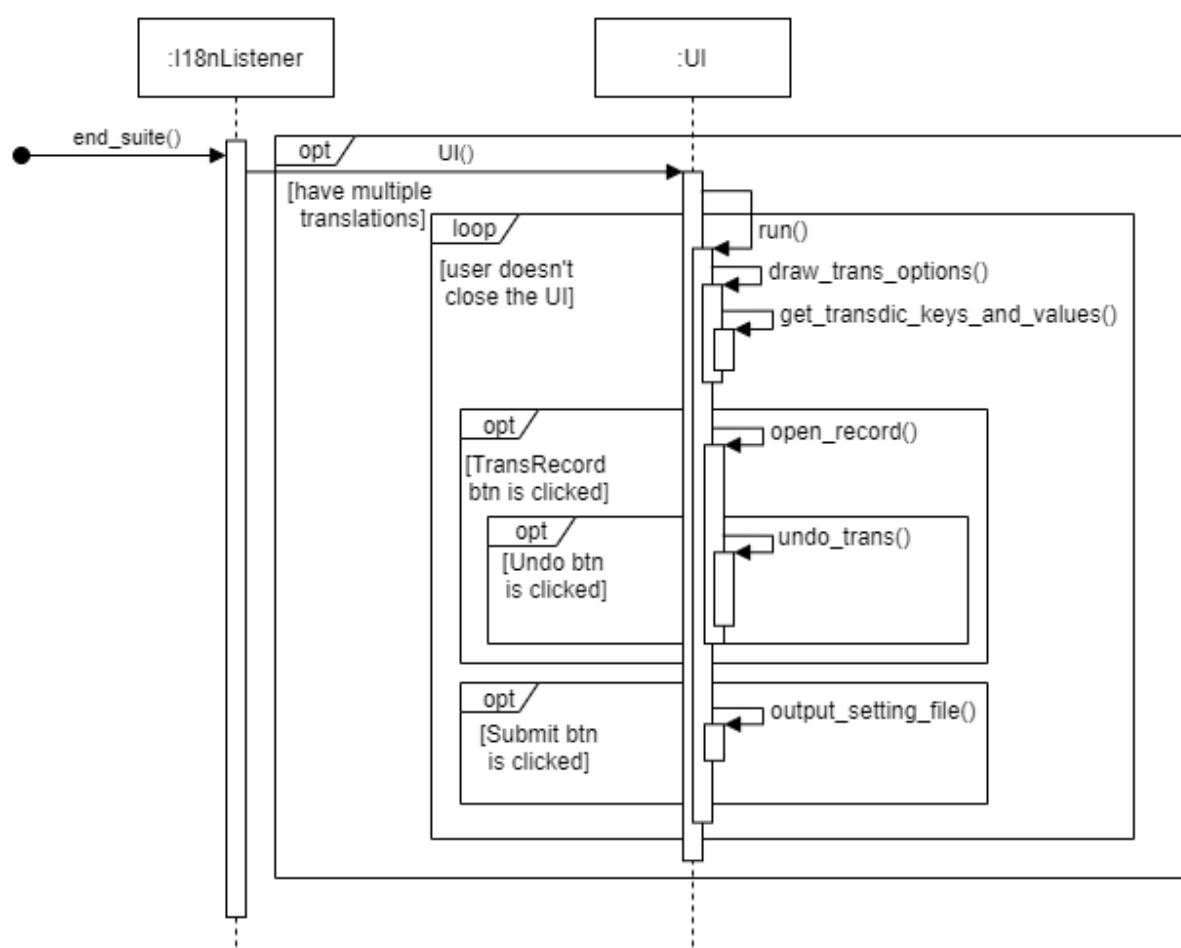 :I18nListener
:UI
end_suite()
opt
UI()
[have multiple
translations]
loop
run()
[user doesn't
close the UI]
draw_trans_options()
get_transdic_keys_and_values()
opt
open_record()
[TransRecord
btn is clicked]
opt
undo_trans()
[Undo btn
is clicked]
opt
output_setting_file()
[Submit btn
is clicked]